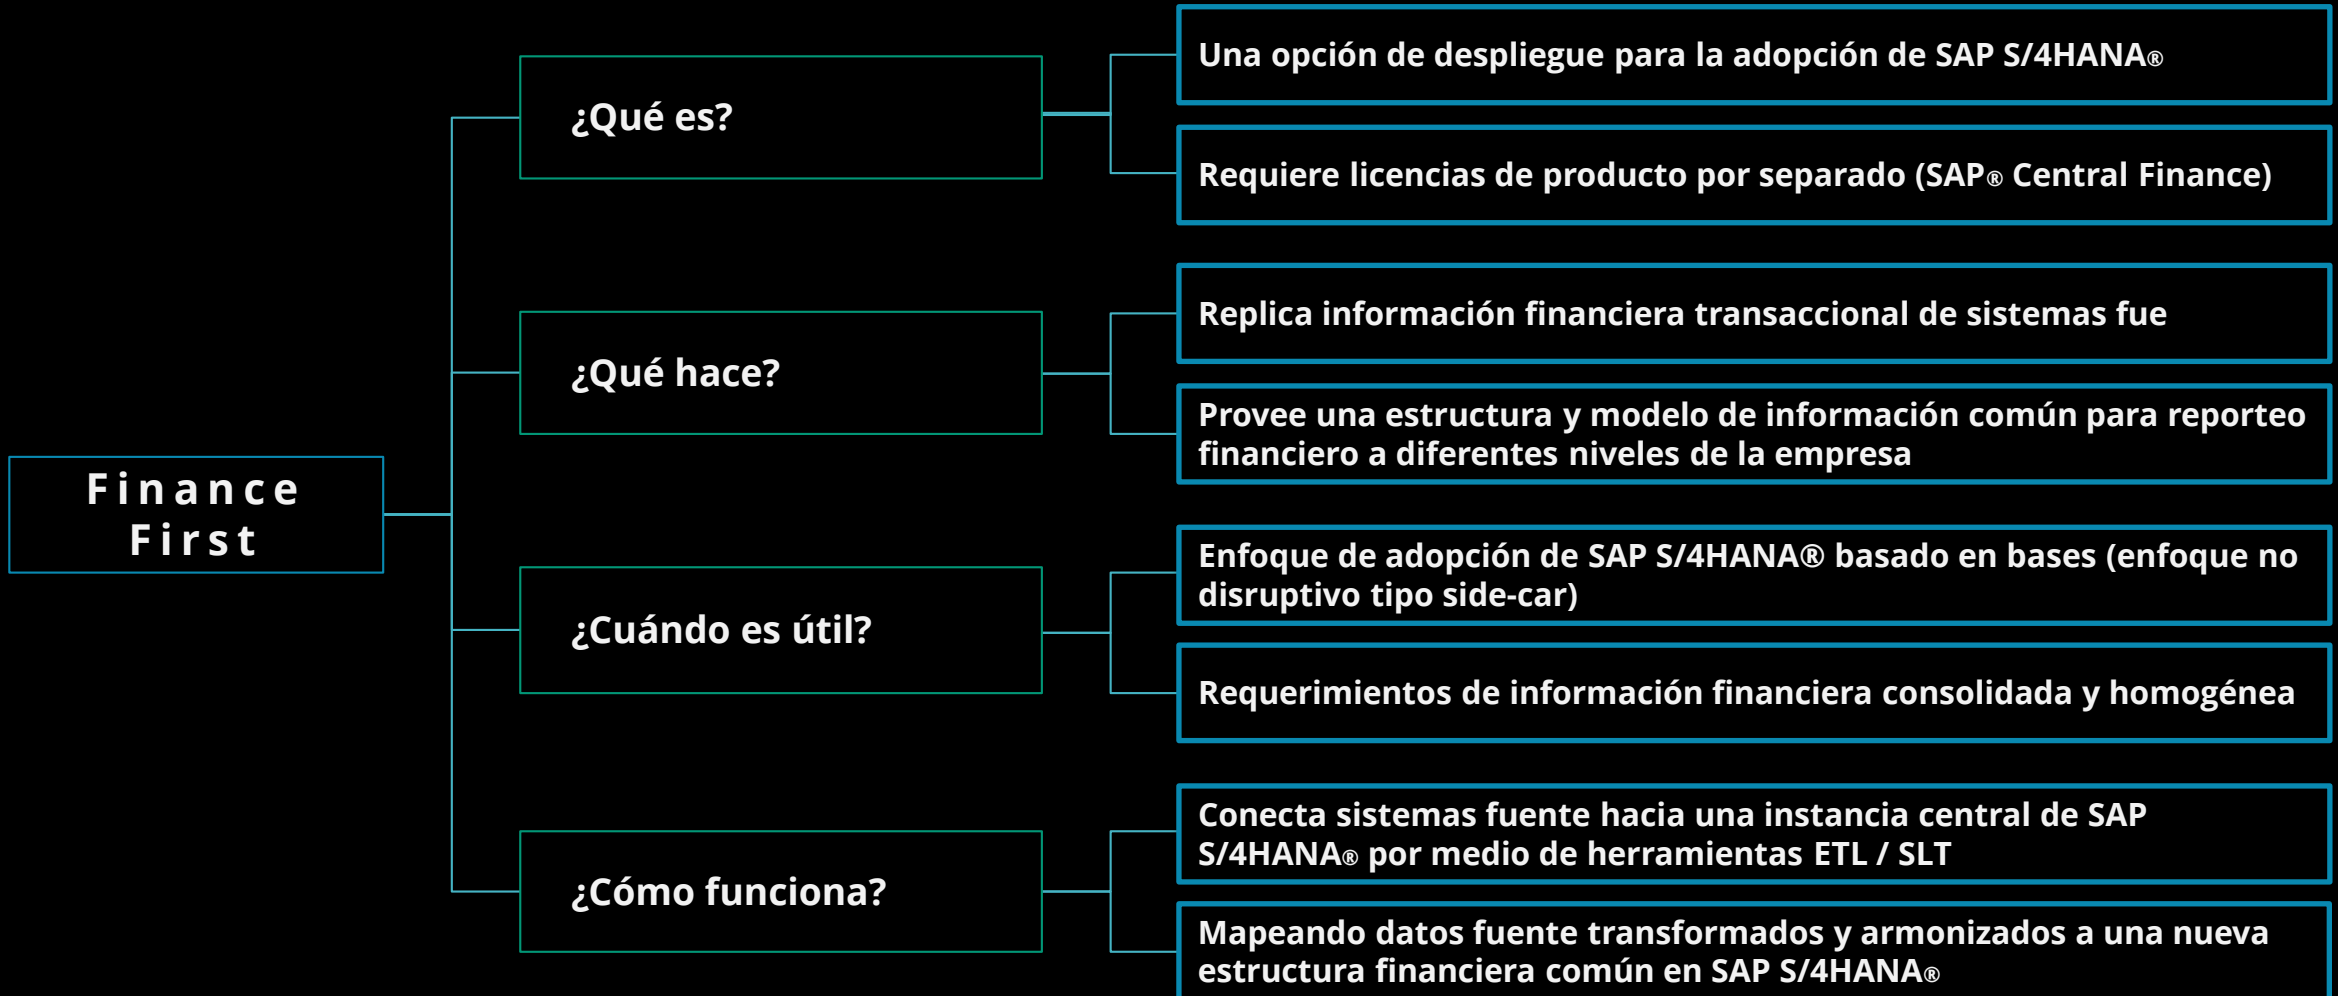 Finance
First
¿Qué es?
Una opción de despliegue para la adopción de SAP S/4HANA®
Requiere licencias de producto por separado (SAP® Central Finance)
¿Qué hace?
Replica información financiera transaccional de sistemas fue
Provee una estructura y modelo de información común para reporteo
financiero a diferentes niveles de la empresa
¿Cuándo es útil?
Enfoque de adopción de SAP S/4HANA® basado en bases (enfoque no
disruptivo tipo side-car)
Requerimientos de información financiera consolidada y homogénea
¿Cómo funciona?
Conecta sistemas fuente hacia una instancia central de SAP
S/4HANA® por medio de herramientas ETL / SLT
Mapeando datos fuente transformados y armonizados a una nueva
estructura financiera común en SAP S/4HANA®